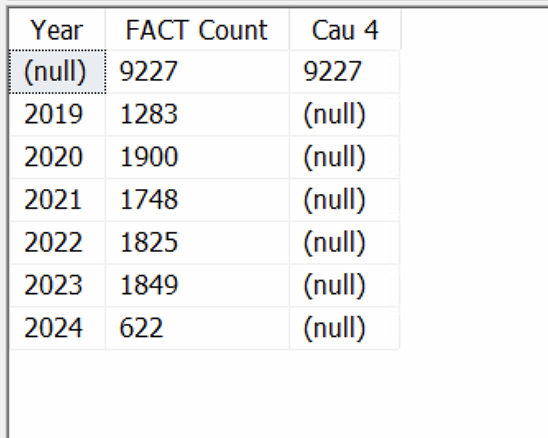 Year FACT Count Cau 4
(null) 9227 9227
2019 1283 (null)
2020 1900 (null)
2021 1748 (null)
2022 1825 (null)
2023 1849 (null)
2024 622 (null)